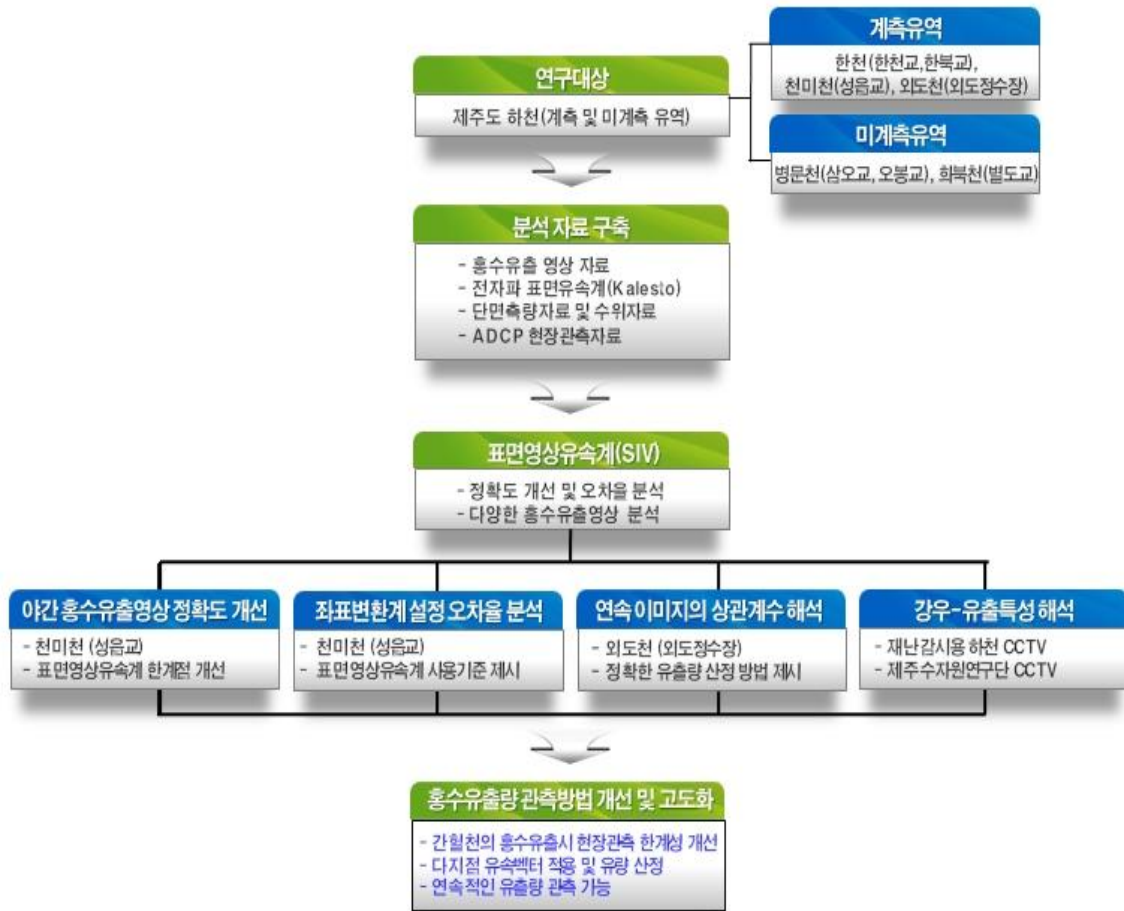 연구대상
제주도 하천(계측 및 미계측 유역)
계측유역
한천(한천교,한북교),
천미천(성읍교), 외도천(외도정수장)
미계측유역
병문천(삼오교, 오봉교), 희북천(별도교)
분석 자료 구축
- 홍수유출 영상 자료
- 전자파 표면유속계(Kalesto)
- 단면측량자료 및 수위자료
- ADCP 현장관측자료
표면영상유속계(SIV)
- 정확도 개선 및 오차율 분석
- 다양한 홍수유출영상 분석
야간 홍수유출영상 정확도 개선
- 천미천 (성읍교)
- 표면영상유속계 한계점 개선
좌표변환계 설정 오차율 분석
- 천미천 (성읍교)
- 표면영상유속계 사용기준 제시
연속 이미지의 상관계수 해석
- 외도천 (외도정수장)
- 정확한 유출량 산정 방법 제시
강우-유출특성 해석
- 재난감시용 하천 CCTV
- 제주수자원연구단 CCTV
홍수유출량 관측방법 개선 및 고도화
- 간헐천의 홍수유출시 현장관측 한계성 개선
- 다지점 유속벡터 적용 및 유량 산정
- 연속적인 유출량 관측 가능